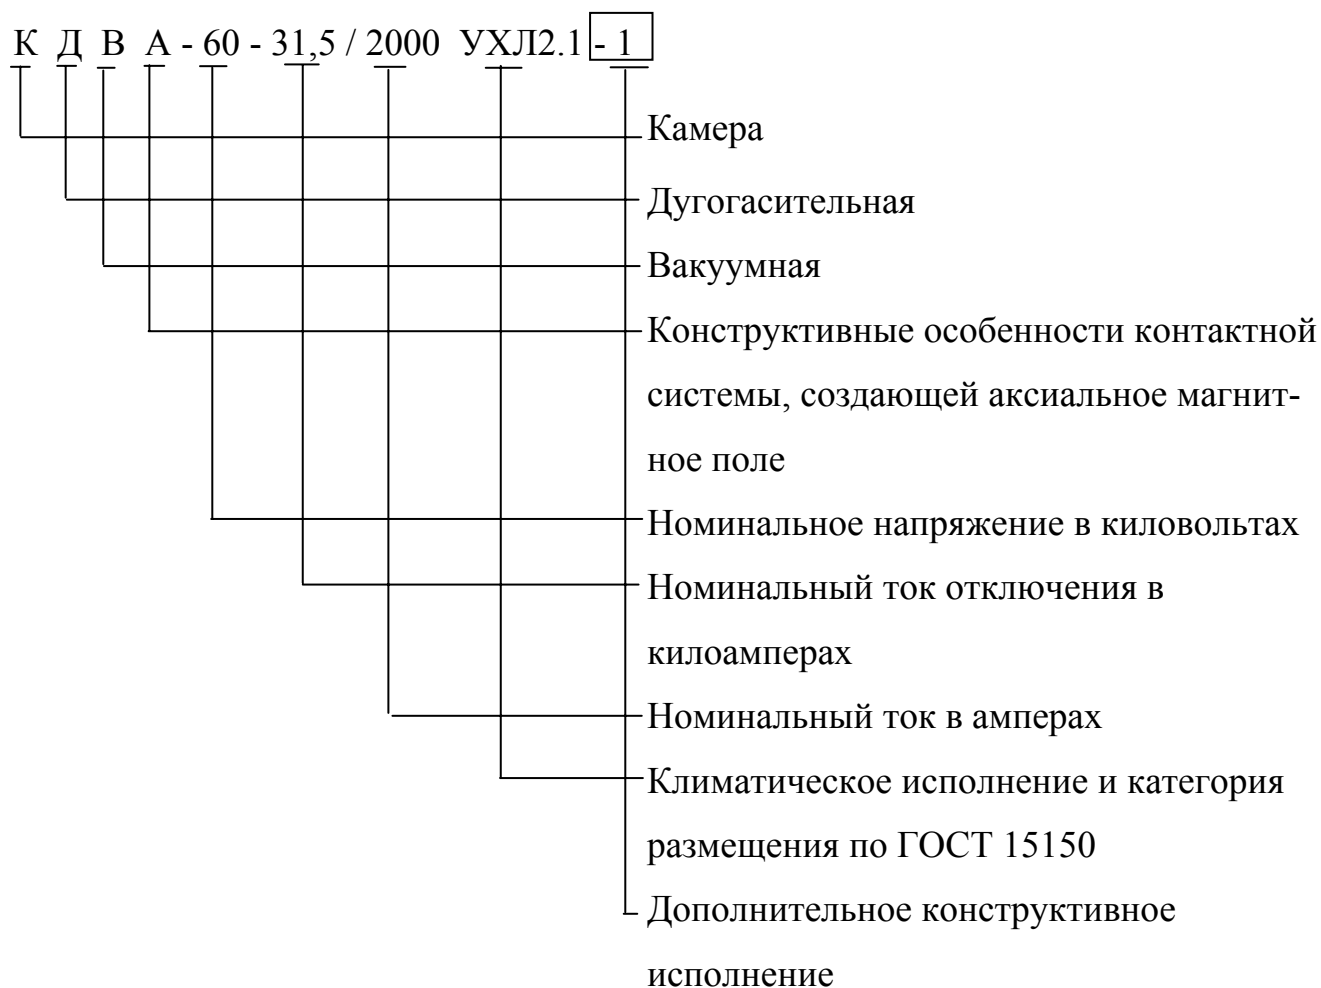 К Д В А - 60 - 31,5 / 2000 УХЛ2.1 - 1
Камера
Дугогасительная
Вакуумная
Конструктивные особенности контактной
системы, создающей аксиальное магнит-
ное поле
Номинальное напряжение в киловольтах
Номинальный ток отключения в
килоамперах
Номинальный ток в амперах
Климатическое исполнение и категория
размещения по ГОСТ 15150
Дополнительное конструктивное
исполнение